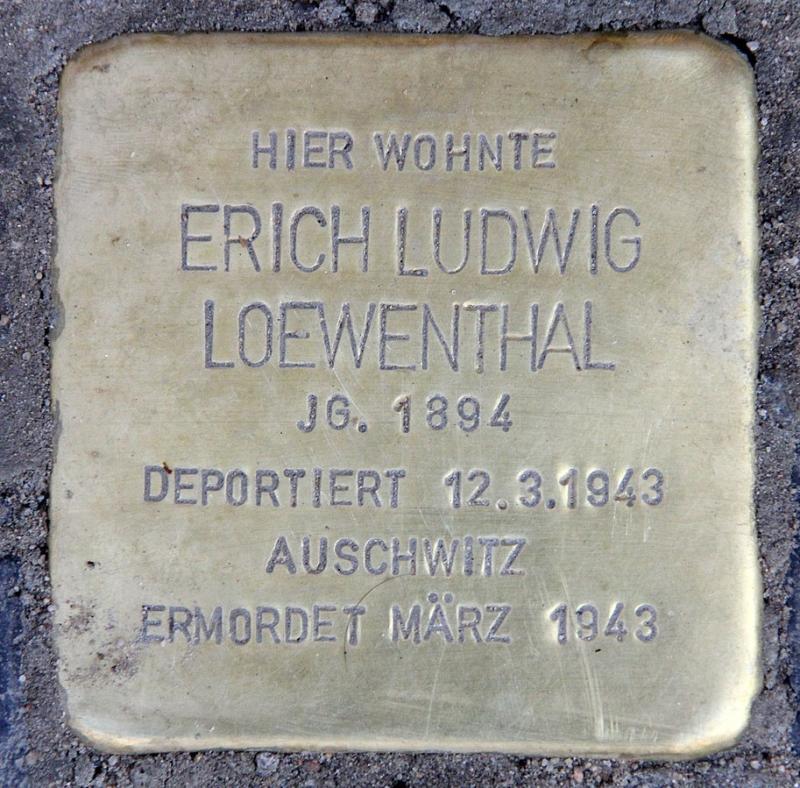 HIER WOHNTE
ERICH LUDWIG
LOEWENTHAL
JG. 1894
DEPORTIERT 12.3.1943
AUSCHWITZ
ERMORDET MÄRZ 1943